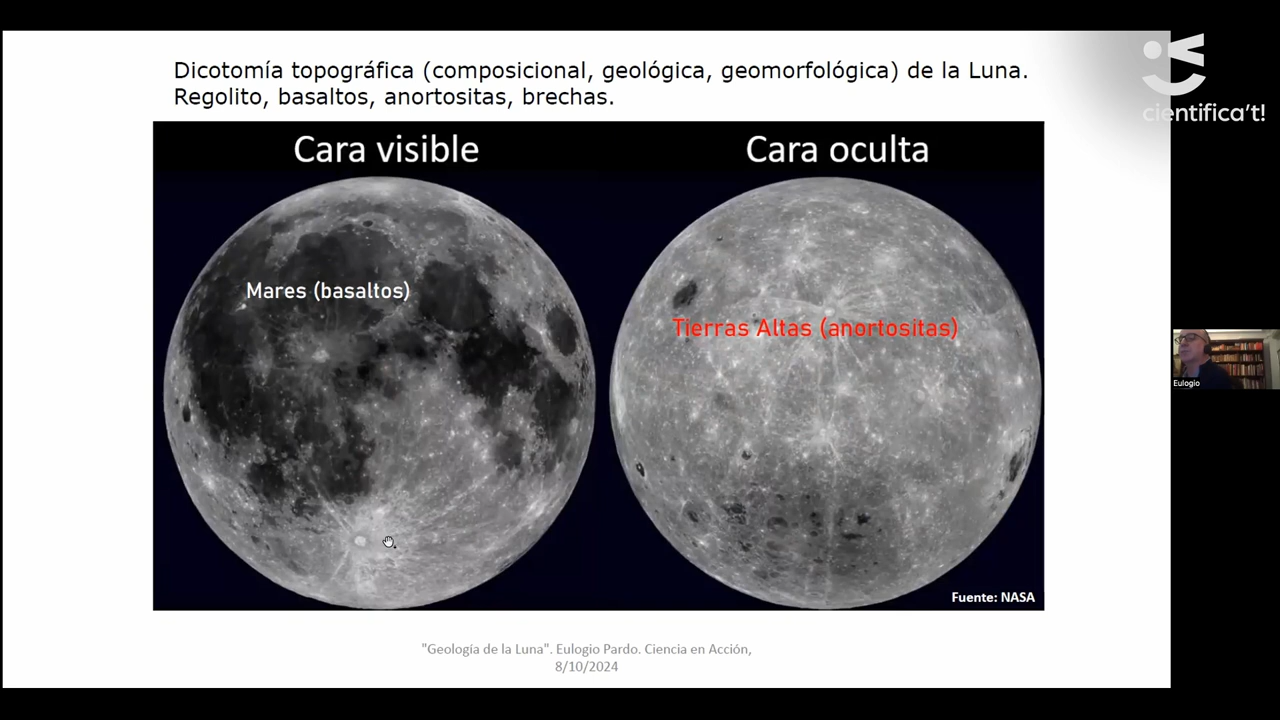 Dicotomía topográfica (composicional, geológica, geomorfológica) de la Luna.
Regolito, basaltos, anortositas, brechas.
cientifica't!
Cara visible
Cara oculta
Mares (basaltos)
Tierras Altas (anortositas)
Eulogio
Fuente: NASA
"Geología de la Luna". Eulogio Pardo. Ciencia en Acción,
8/10/2024